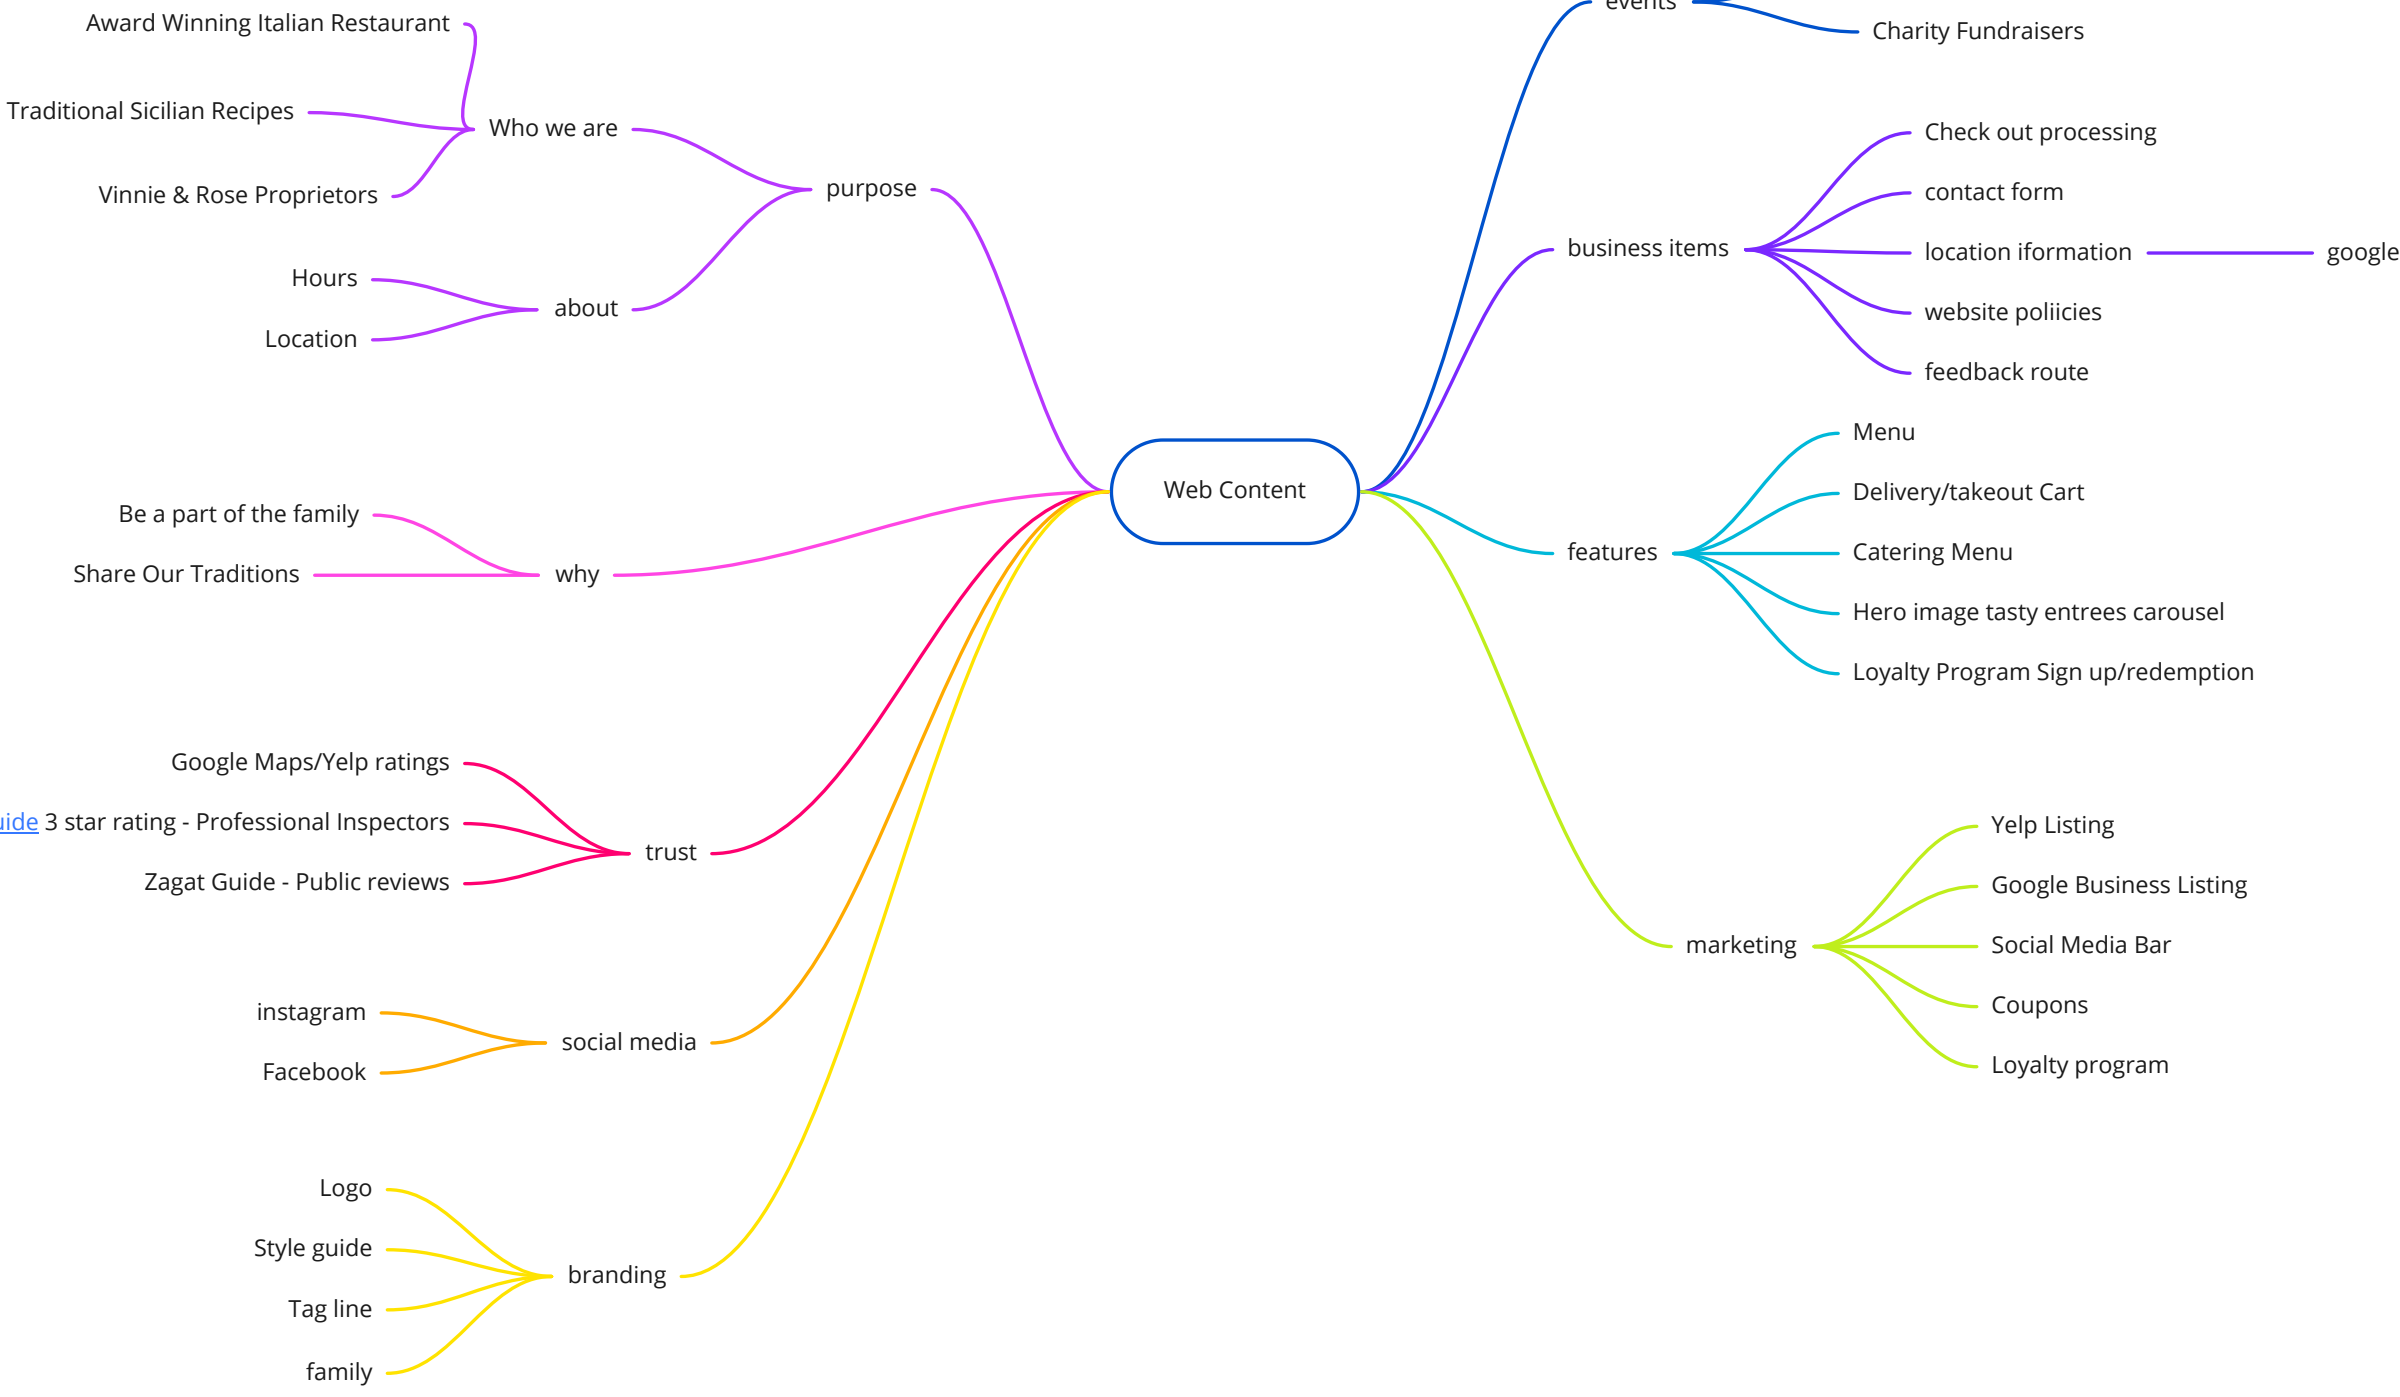 Award Winning Italian Restaurant
Traditional Sicilian Recipes
Vinnie & Rose Proprietors
Who we are
Hours
Location
about
purpose
Be a part of the family
Share Our Traditions
why
Google Maps/Yelp ratings
3 star rating - Professional Inspectors
Zagat Guide - Public reviews
trust
instagram
Facebook
social media
Logo
Style guide
Tag line
family
branding
Web Content
events
Charity Fundraisers
business items
Check out processing
contact form
location iformation
google
website poliicies
feedback route
features
Menu
Delivery/takeout Cart
Catering Menu
Hero image tasty entrees carousel
Loyalty Program Sign up/redemption
marketing
Yelp Listing
Google Business Listing
Social Media Bar
Coupons
Loyalty program